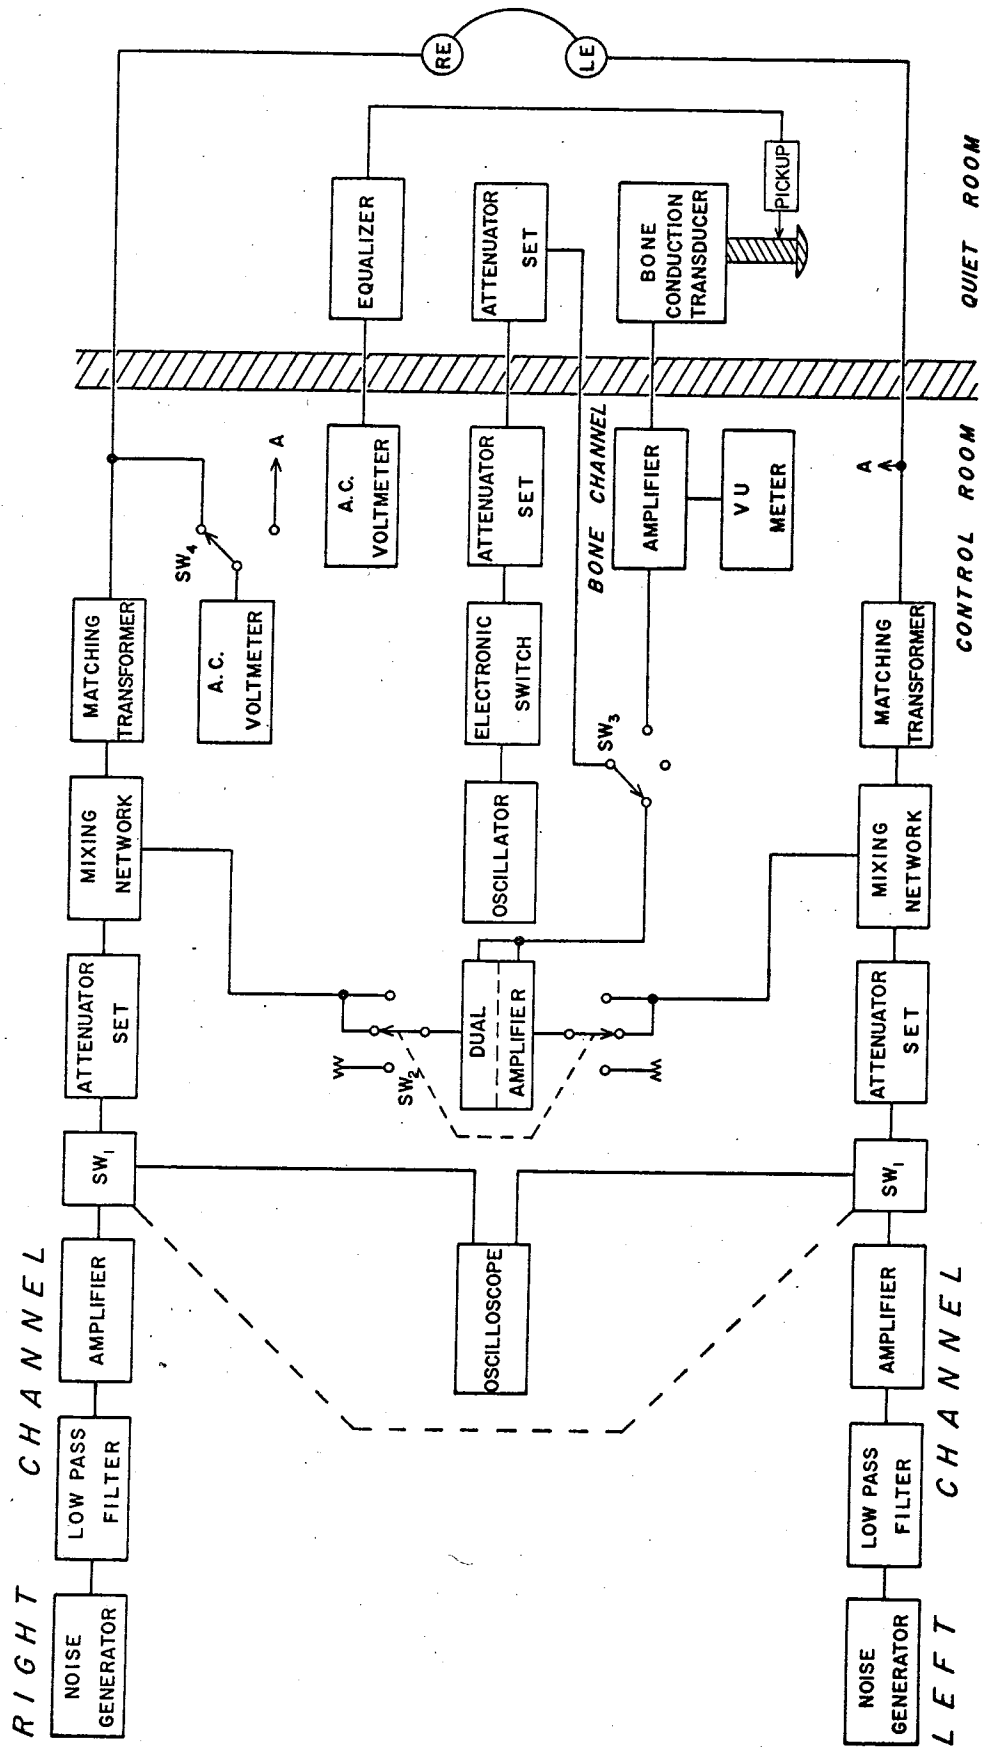 RIGHT CHANNEL
NOISE
GENERATOR
LOW PASS
FILTER
AMPLIFIER
SW1
ATTENUATOR
SET
MIXING
NETWORK
MATCHING
TRANSFORMER
RE
SW4
A.C.
VOLTMETER
A
A.C.
VOLTMETER
EQUALIZER
SW2
OSCILLOSCOPE
DUAL
AMPLIFIER
OSCILLATOR
ELECTRONIC
SWITCH
ATTENUATOR
SET
ATTENUATOR
SET
LE
BONE CHANNEL
SW3
AMPLIFIER
BONE
CONDUCTION
TRANSDUCER
VU
METER
PICKUP
NOISE
GENERATOR
LOW PASS
FILTER
AMPLIFIER
SW1
ATTENUATOR
SET
MIXING
NETWORK
MATCHING
TRANSFORMER
A
LEFT CHANNEL
CONTROL ROOM
QUIET ROOM